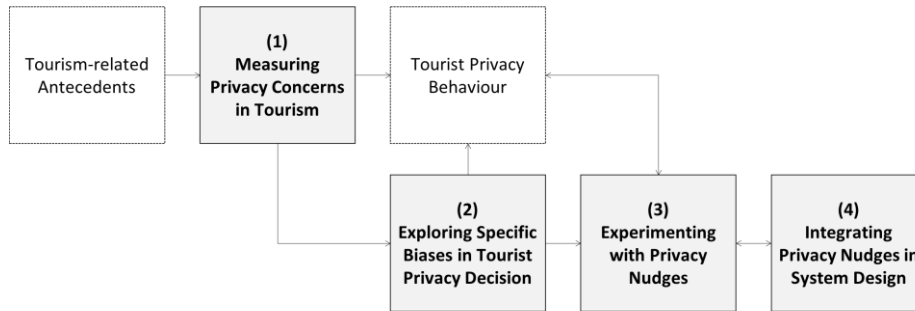 Tourism-related
Antecedents
(1)
Measuring
Privacy Concerns
in Tourism
Tourist Privacy
Behaviour
(2)
Exploring Specific
Biases in Tourist
Privacy Decision
(3)
Experimenting
with Privacy
Nudges
(4)
Integrating
Privacy Nudges in
System Design